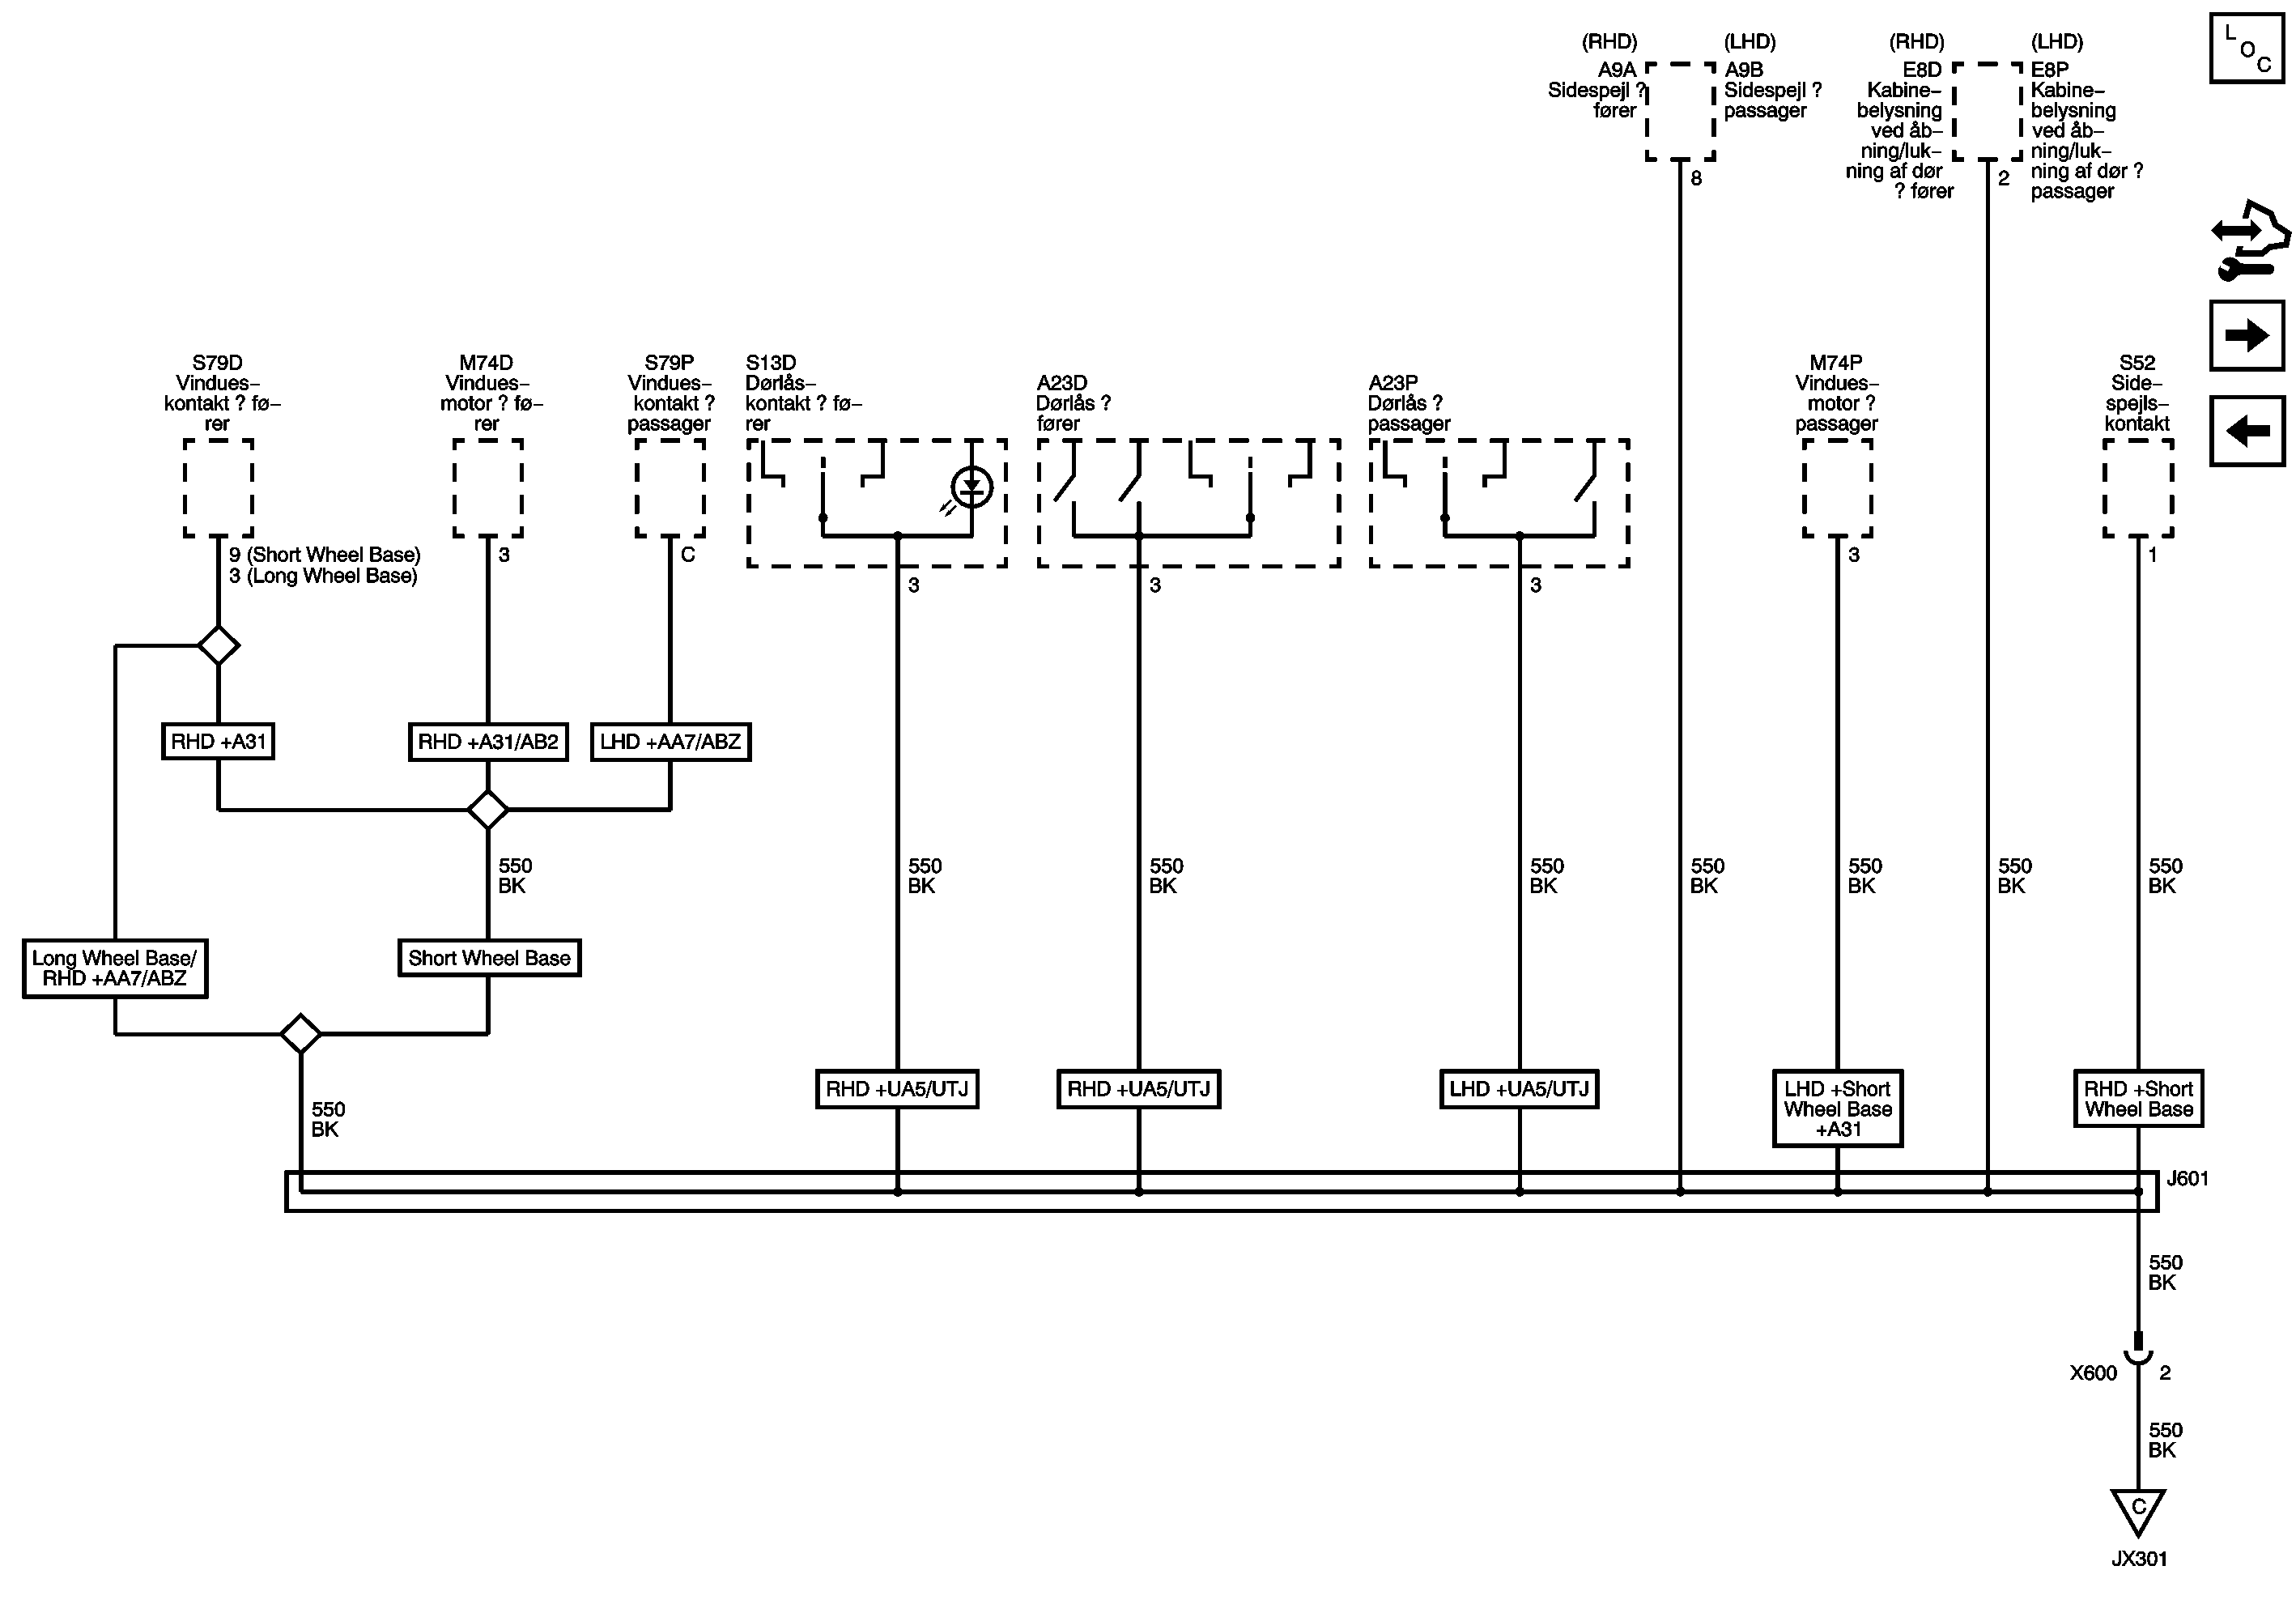 L
O
C
(RHD)
A9A
Sidespejl ?
fører
(LHD)
A9B
Sidespejl ?
passager
8
(RHD)
E8D
Kabine–
belysning
ved åb–
ning/luk–
ning af dør
? fører
(LHD)
E8P
Kabine–
belysning
ved åb–
ning/luk–
ning af dør ?
passager
2
S79D
Vindues–
kontakt ? fø–
rer
M74D
Vindues–
motor ? fø–
rer
S79P
Vindues–
kontakt ?
passager
S13D
Dørlås–
kontakt ? fø–
rer
A23D
Dørlås ?
fører
A23P
Dørlås ?
passager
M74P
Vindues–
motor ?
passager
S52
Side–
spejls–
kontakt
9 (Short Wheel Base)
3 (Long Wheel Base)
3
C
3
3
3
3
1
RHD +A31
RHD +A31/AB2
LHD +AA7/ABZ
550
BK
550
BK
550
BK
550
BK
550
BK
550
BK
550
BK
550
BK
Long Wheel Base/
RHD +AA7/ABZ
Short Wheel Base
550
BK
RHD +UA5/UTJ
RHD +UA5/UTJ
LHD +UA5/UTJ
LHD +Short
Wheel Base
+A31
RHD +Short
Wheel Base
J601
550
BK
X600
2
550
BK
C
JX301